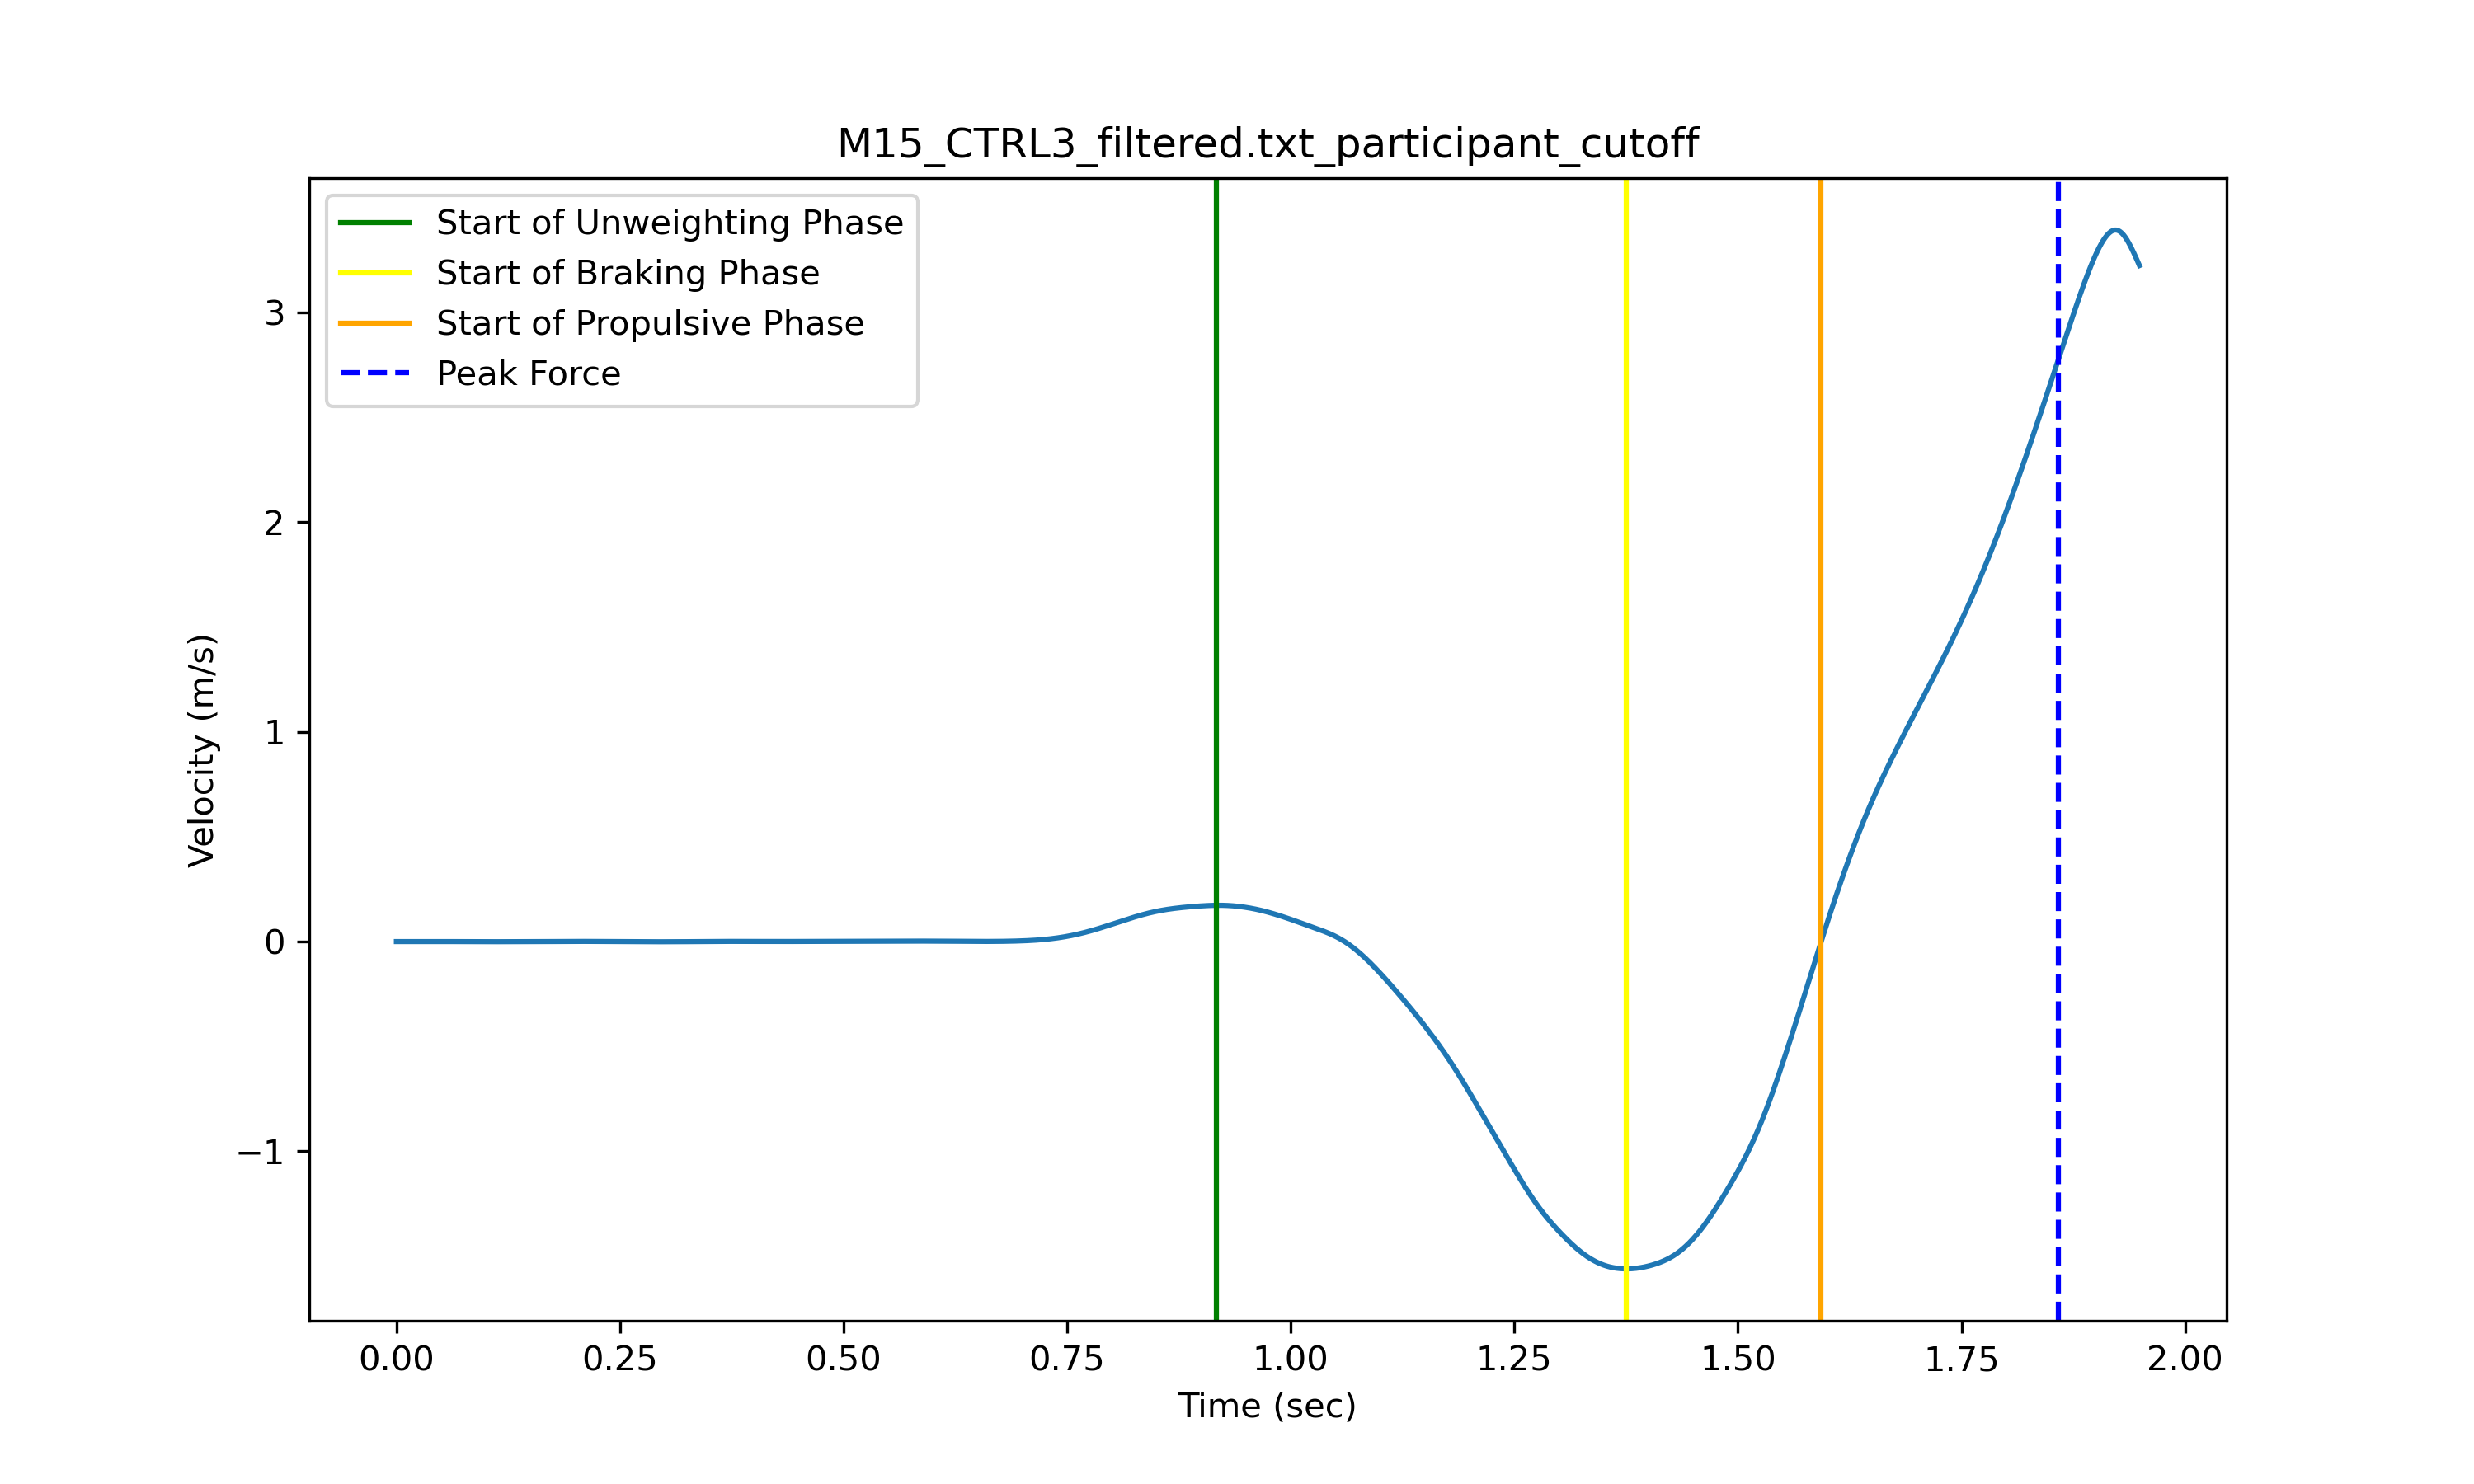 M15_CTRL3_filtered.txt_participant_cutoff
Start of Unweighting Phase
Start of Braking Phase
Start of Propulsive Phase
Peak Force
Velocity (m/s)
3
2
1
0
−1
0.00 0.25 0.50 0.75 1.00 1.25 1.50 1.75 2.00
Time (sec)